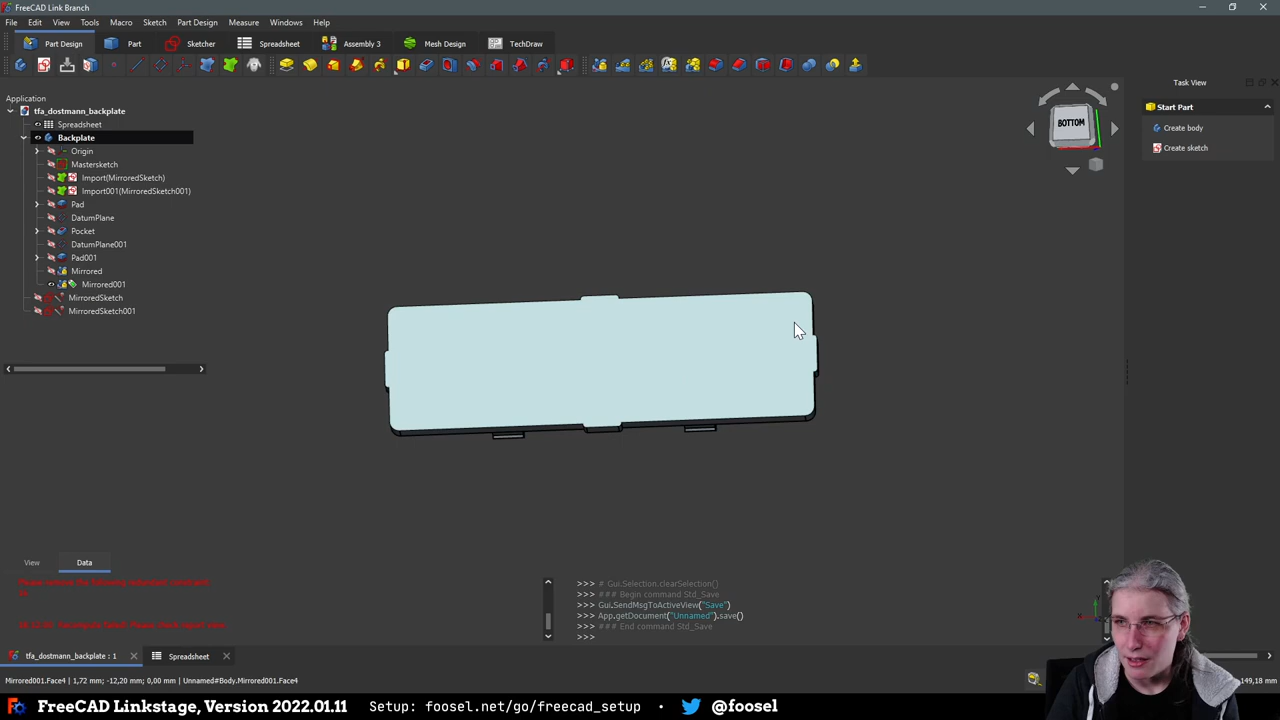 FreeCAD Link Branch
File Edit View Tools Macro Sketch Part Design Measure Windows Help
Part Design Part Sketcher Spreadsheet Assembly 3 Mesh Design TechDraw
Application
tfa_dostmann_backplate
Spreadsheet
Backplate
Origin
Mastersketch
Import(MirroredSketch)
Import001(MirroredSketch001)
Pad
DatumPlane
Pocket
DatumPlane001
Pad001
Mirrored
Mirrored001
MirroredSketch
MirroredSketch001
BOTTOM
Task View
Start Part
Create body
Create sketch
View Data
>>> # Gui.Selection.clearSelection()
>>> ### Begin command Std_Save
>>> Gui.SendMsgToActiveView("Save")
>>> App.getDocument("Unnamed").save()
>>> ### End command Std_Save
>>>
tfa_dostmann_backplate : 1 Spreadsheet
Mirrored001.Face4 | 1,72 mm; -12,20 mm; 0,00 mm | Unnamed#Body.Mirrored001.Face4
149,18 mm
FreeCAD Linkstage, Version 2022.01.11 Setup: foosel.net/go/freecad_setup • @foosel